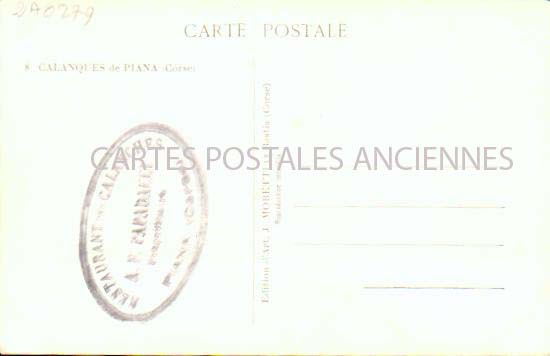 2A0279
CARTE POSTALE
8 CALANQUES de PIANA (Corse)
CARTES POSTALES ANCIENNES
RESTAURANT des CALANCHES
PIANA (CORSE)
Edition d'Art, J. MORETTI, Bastia (Corse)